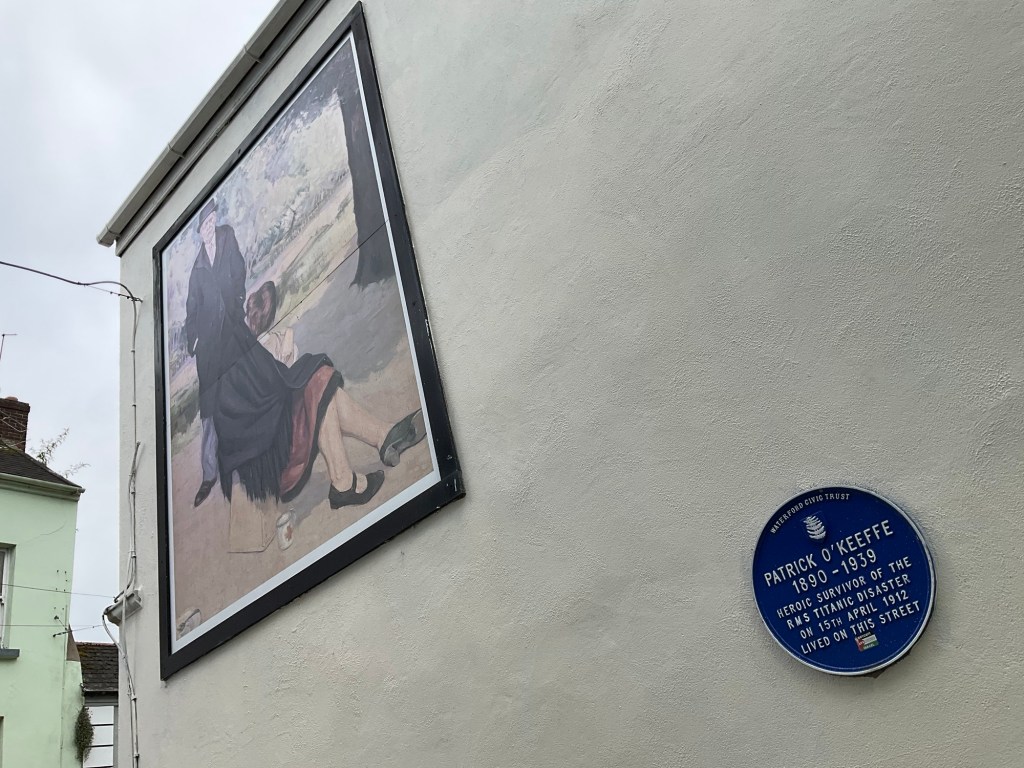 WATERFORD CIVIC TRUST
PATRICK O'KEEFFE
1890-1939
HEROIC SURVIVOR OF THE
RMS TITANIC DISASTER
ON 15TH APRIL 1912
LIVED ON THIS STREET